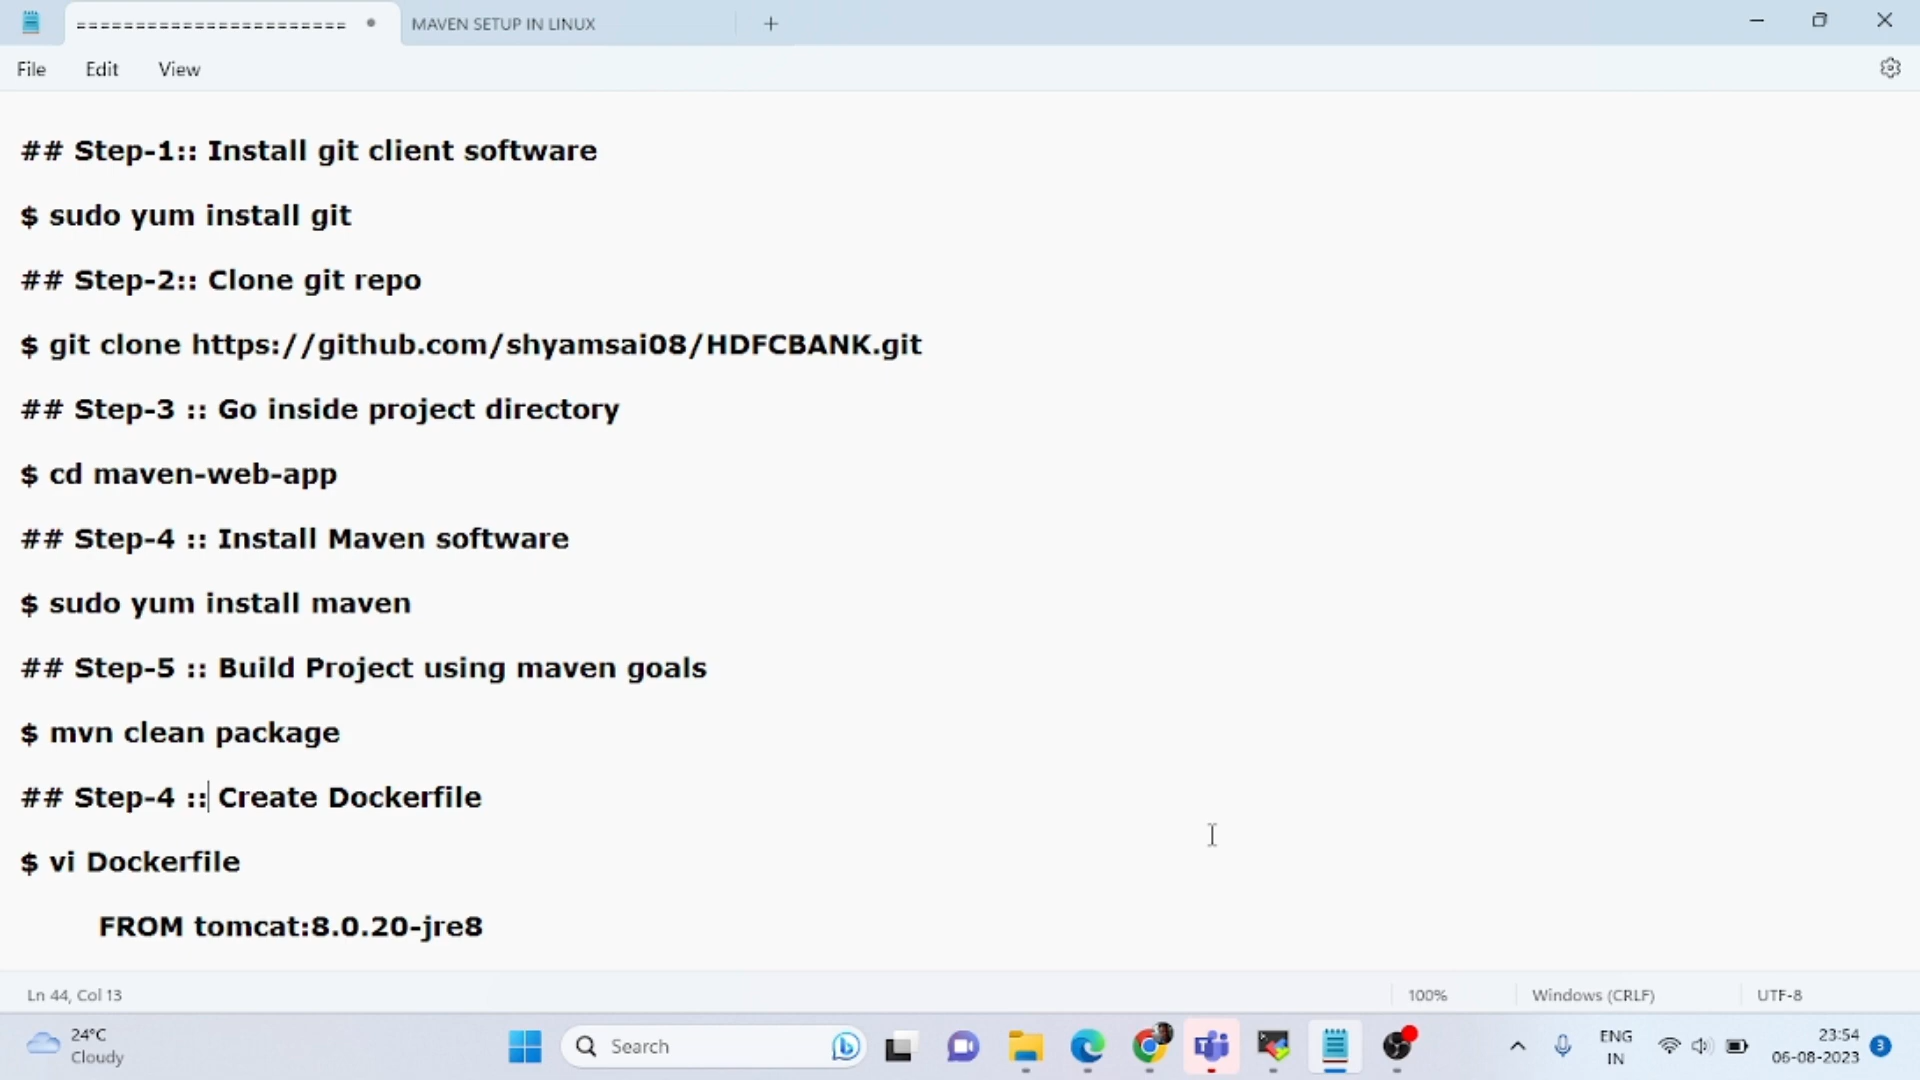 =======================
MAVEN SETUP IN LINUX
File Edit View
## Step-1:: Install git client software
$ sudo yum install git
## Step-2:: Clone git repo
$ git clone https://github.com/shyamsai08/HDFCBANK.git
## Step-3 :: Go inside project directory
$ cd maven-web-app
## Step-4 :: Install Maven software
$ sudo yum install maven
## Step-5 :: Build Project using maven goals
$ mvn clean package
## Step-4 :: Create Dockerfile
$ vi Dockerfile
FROM tomcat:8.0.20-jre8
Ln 44, Col 13 100% Windows (CRLF) UTF-8
24°C
Cloudy
Search
ENG
IN
23:54
06-08-2023
3